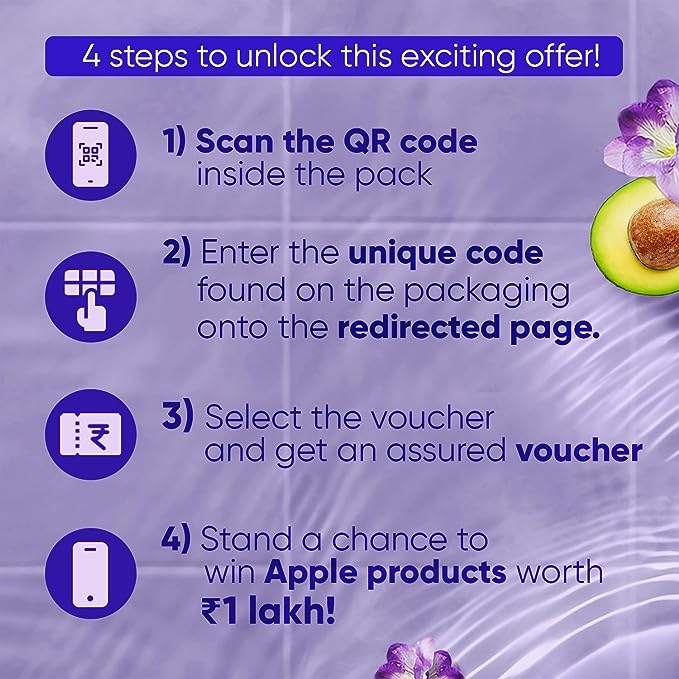 4 steps to unlock this exciting offer!
1) Scan the QR code
inside the pack
2) Enter the unique code
found on the packaging
onto the redirected page.
3) Select the voucher
and get an assured voucher
4) Stand a chance to
win Apple products worth
₹1 lakh!